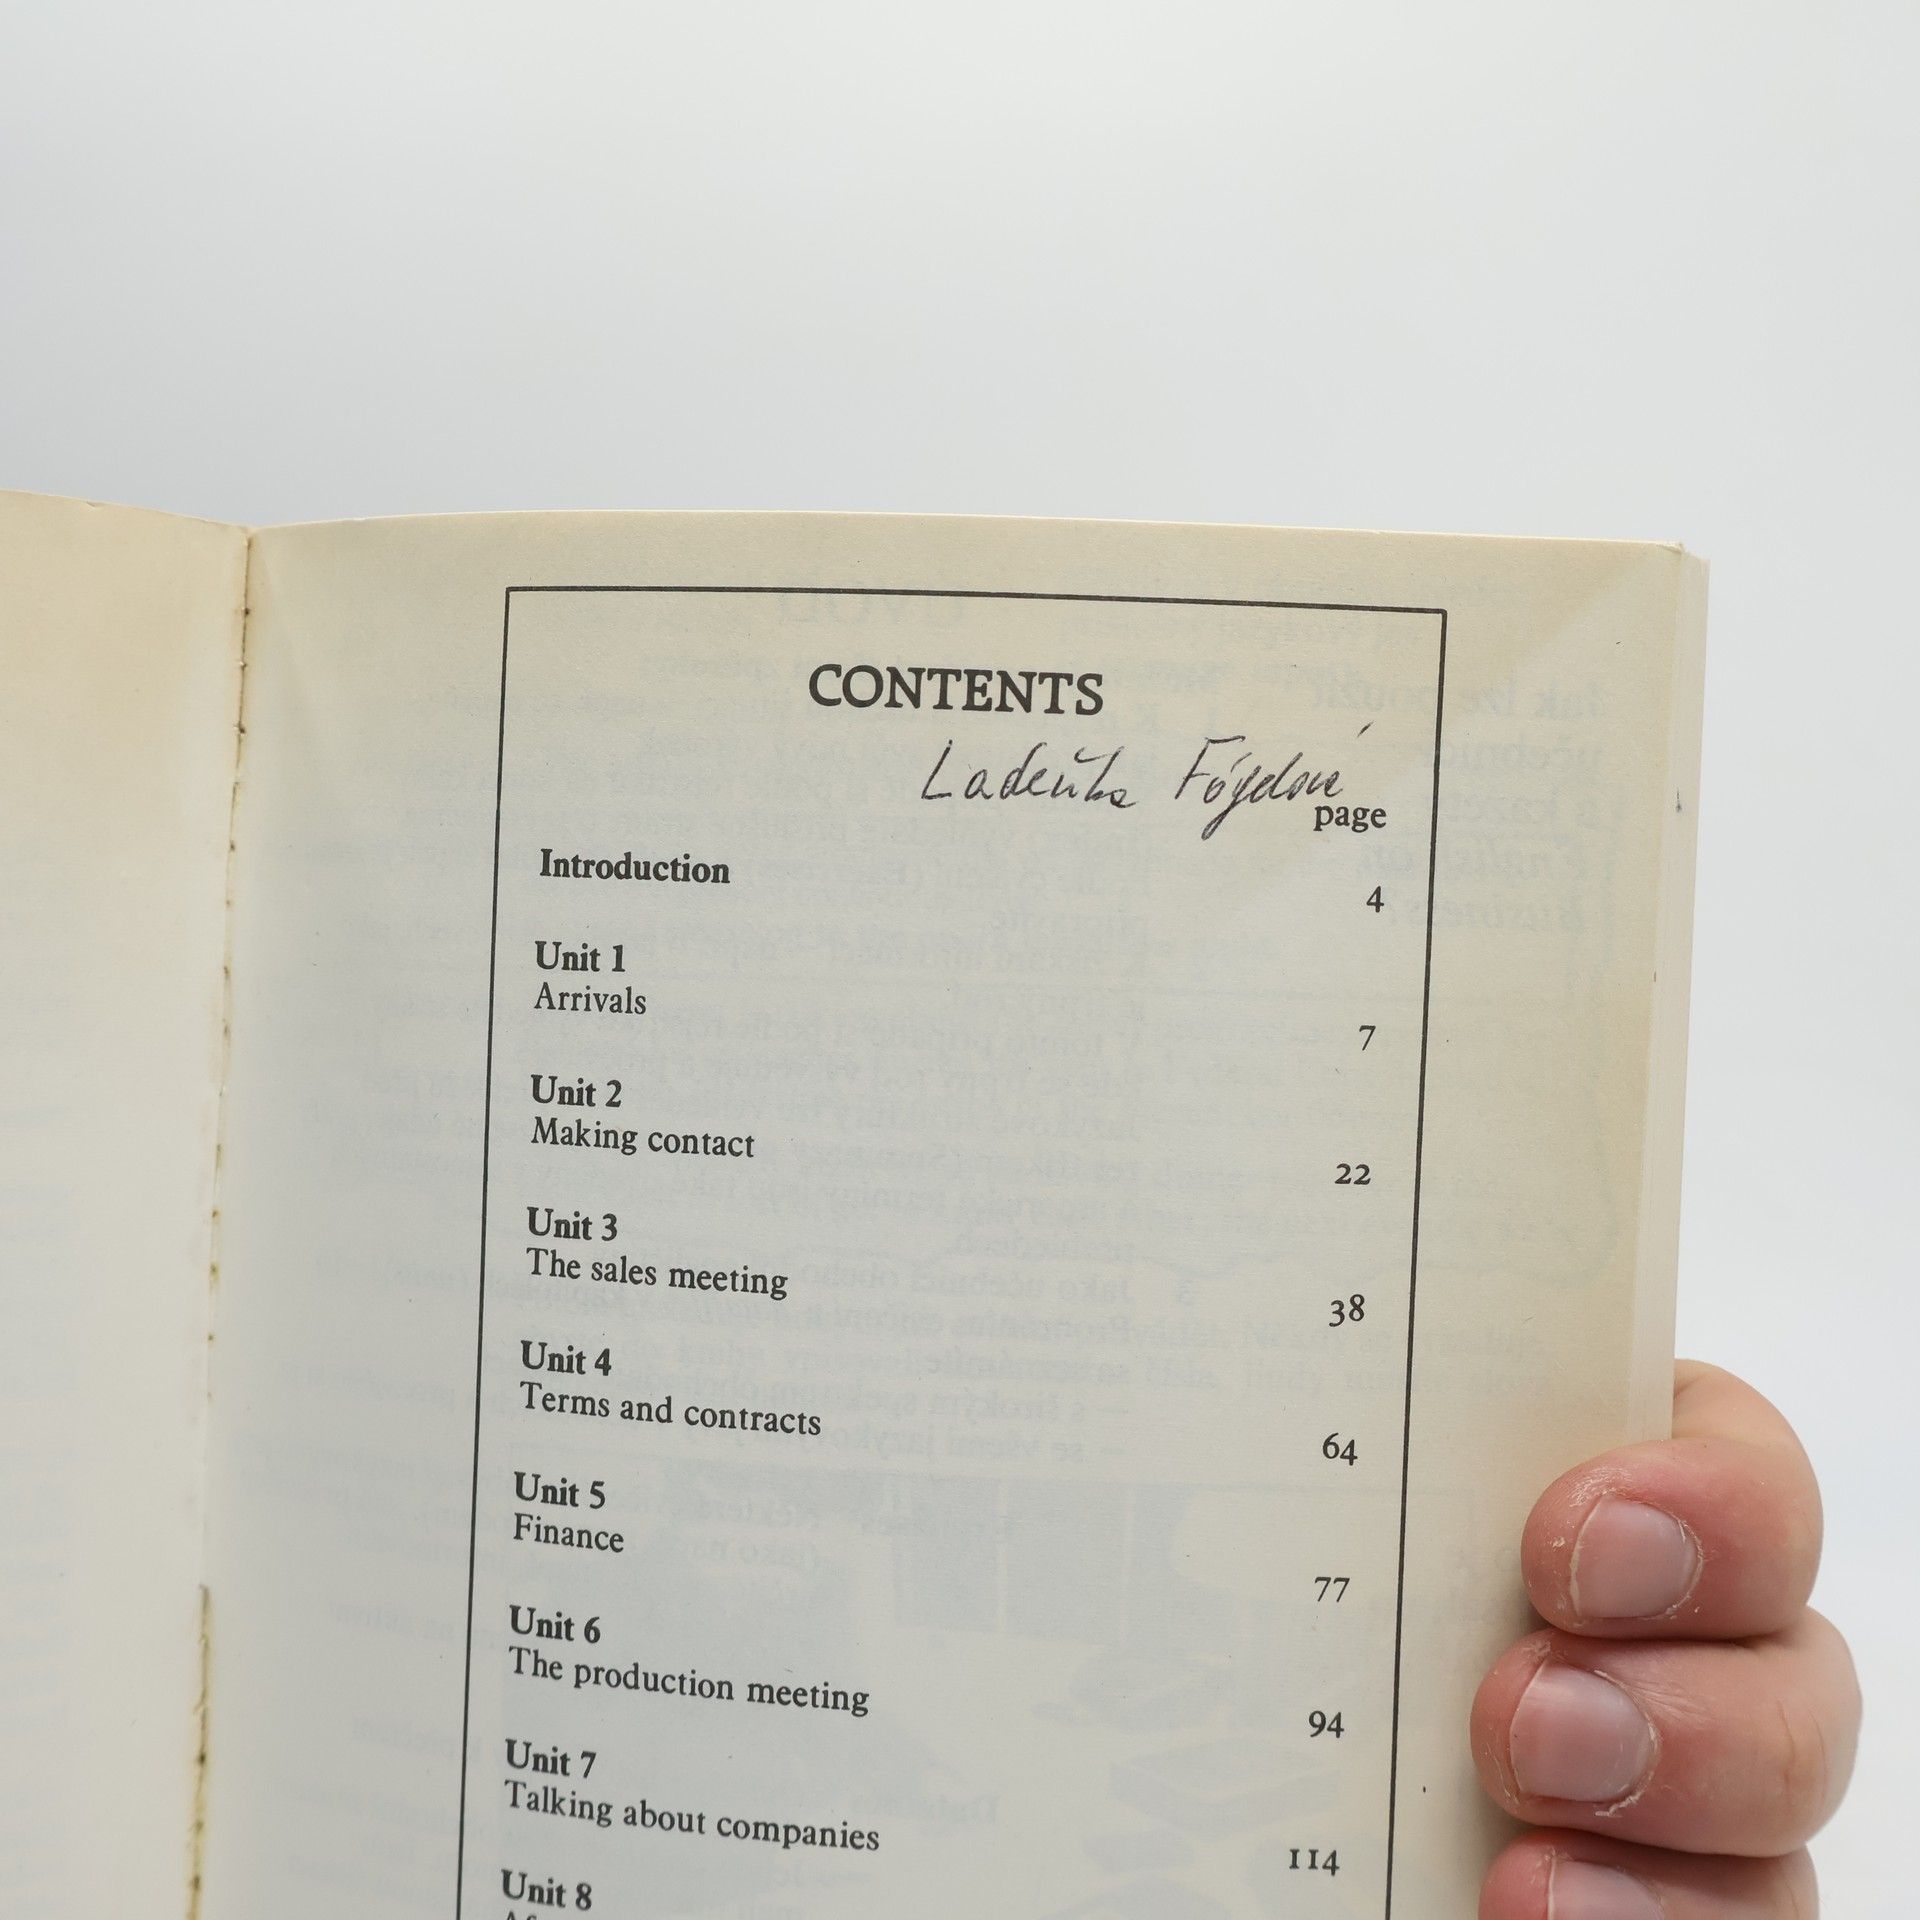 CONTENTS
page
Introduction
4
Unit 1
Arrivals
7
Unit 2
Making contact
22
Unit 3
The sales meeting
38
Unit 4
Terms and contracts
64
Unit 5
Finance
77
Unit 6
The production meeting
94
Unit 7
Talking about companies
114
Unit 8